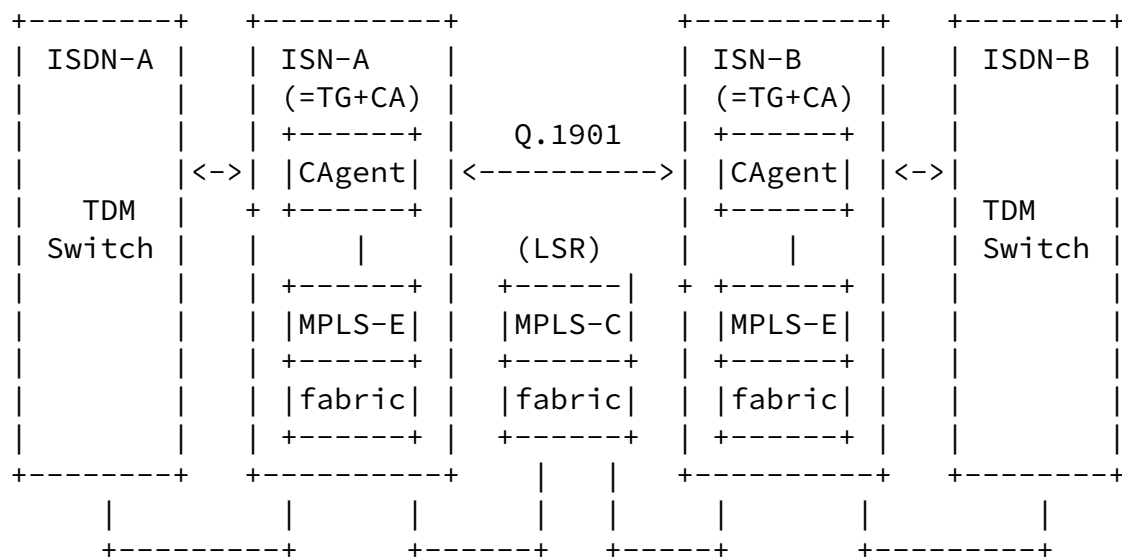 ISDN-A ISN-A ISN-B ISDN-B
(=TG+CA) (=TG+CA)
Q.1901
<-> CAgent <----------> CAgent <->
TDM TDM
Switch (LSR) Switch
MPLS-E MPLS-C MPLS-E
fabric fabric fabric